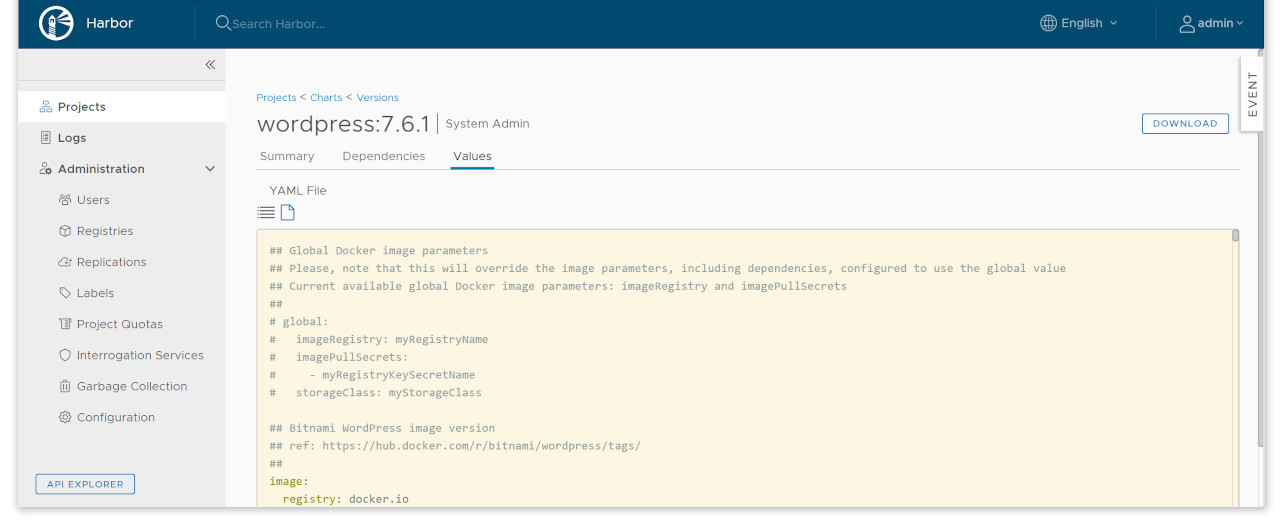 Harbor
Search Harbor...
English
admin
EVENT
Projects
Logs
Administration
Users
Registries
Replications
Labels
Project Quotas
Interrogation Services
Garbage Collection
Configuration
API EXPLORER
Projects < Charts < Versions
wordpress:7.6.1 System Admin
DOWNLOAD
Summary Dependencies Values
YAML File
## Global Docker image parameters
## Please, note that this will override the image parameters, including dependencies, configured to use the global value
## Current available global Docker image parameters: imageRegistry and imagePullSecrets
##
# global:
#   imageRegistry: myRegistryName
#   imagePullSecrets:
#     - myRegistryKeySecretName
#   storageClass: myStorageClass
## Bitnami WordPress image version
## ref: https://hub.docker.com/r/bitnami/wordpress/tags/
##
image:
  registry: docker.io